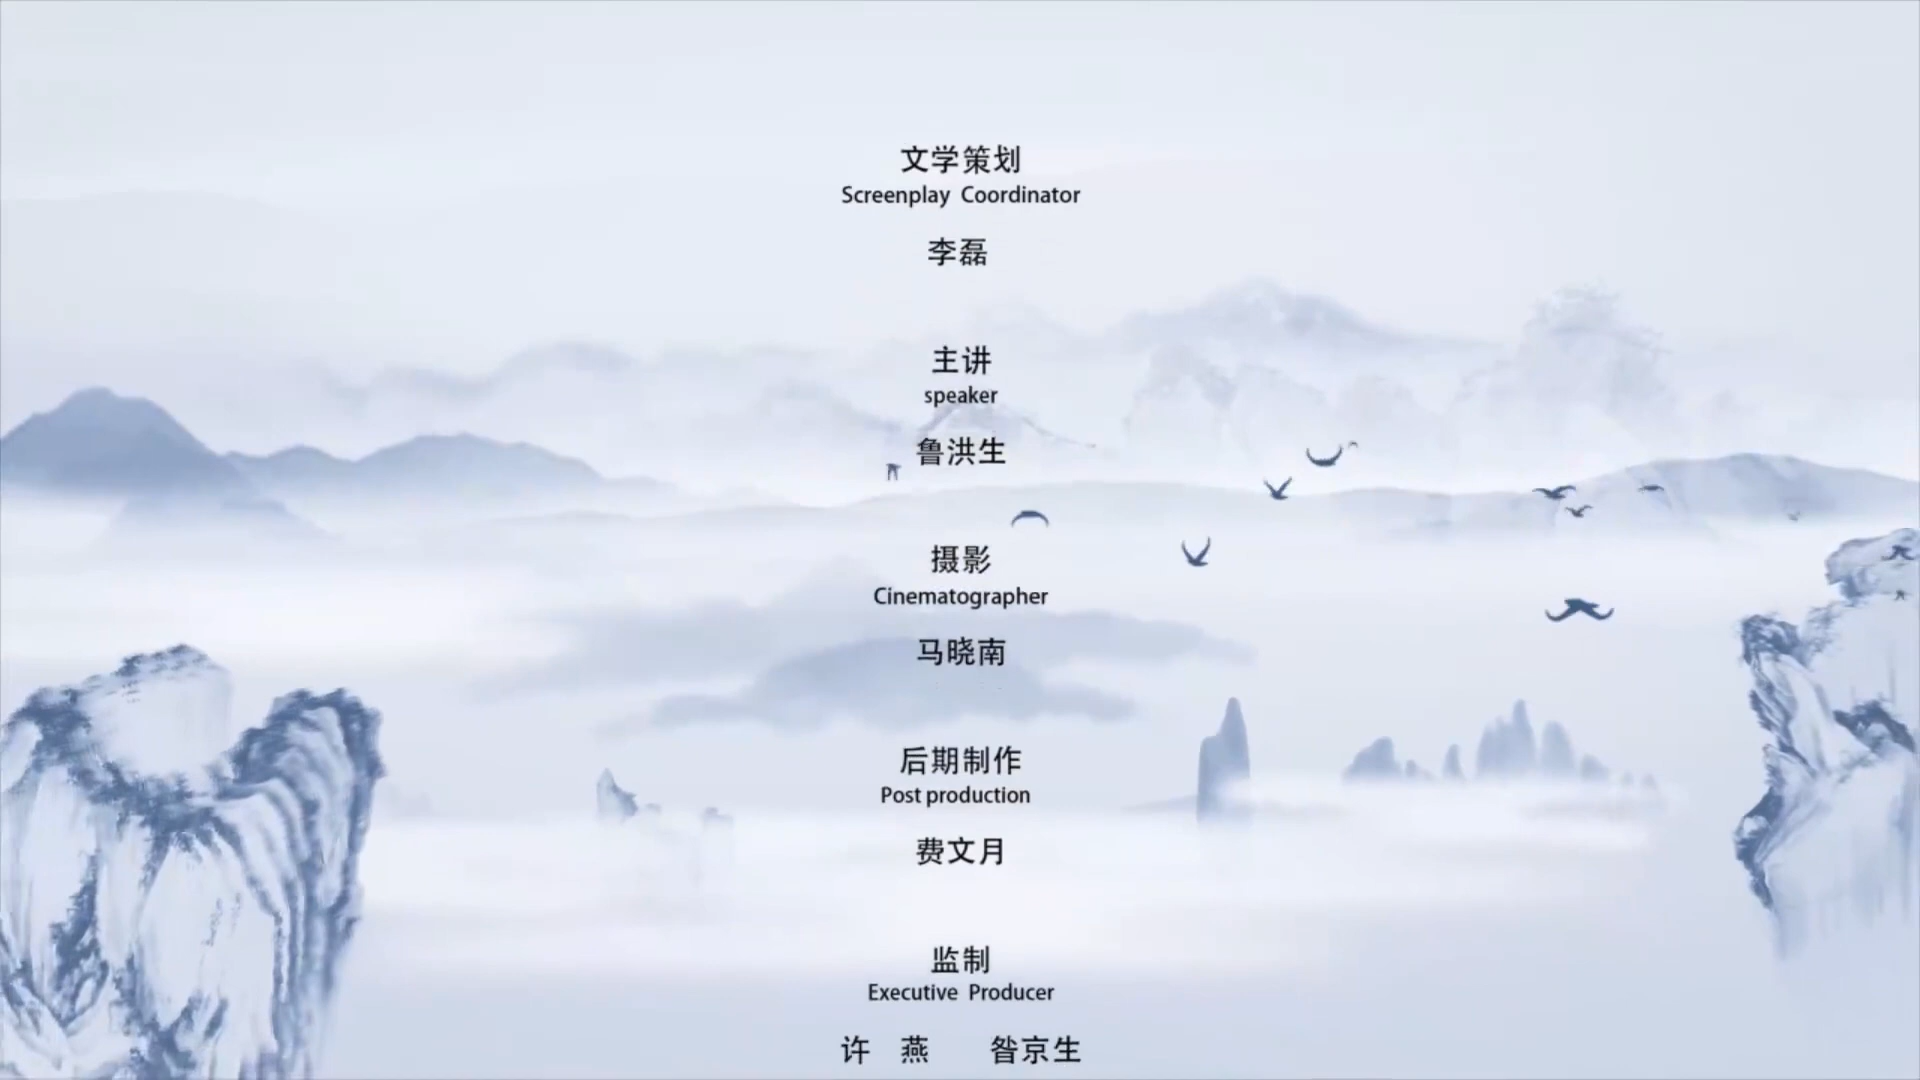 文学策划
Screenplay Coordinator
李磊
主讲
speaker
鲁洪生
摄影
Cinematographer
马晓南
后期制作
Post production
费文月
监制
Executive Producer
许 燕 昝京生